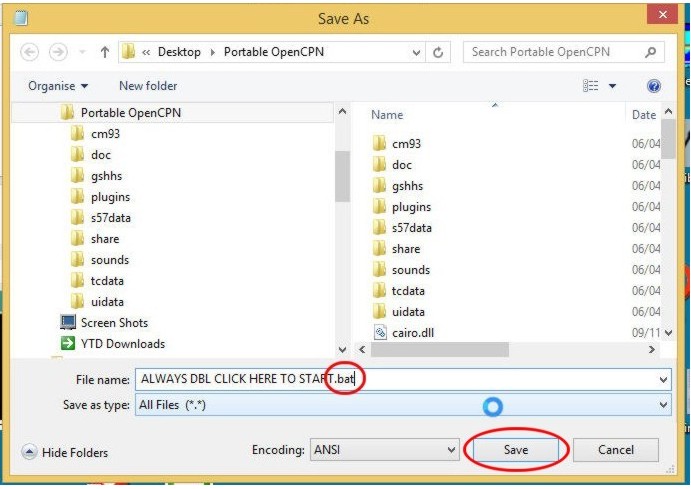 Save As
« Desktop › Portable OpenCPN
Search Portable OpenCPN
Organise
New folder
Portable OpenCPN
cm93
doc
gshhs
plugins
s57data
share
sounds
tcdata
uidata
Screen Shots
YTD Downloads
Name
Date
cm93
06/04
doc
06/04
gshhs
06/04
plugins
06/04
s57data
06/04
share
06/04
sounds
06/04
tcdata
06/04
uidata
06/04
cairo.dll
09/11
File name: ALWAYS DBL CLICK HERE TO START.bat
Save as type: All Files (*.*)
Hide Folders
Encoding: ANSI
Save
Cancel